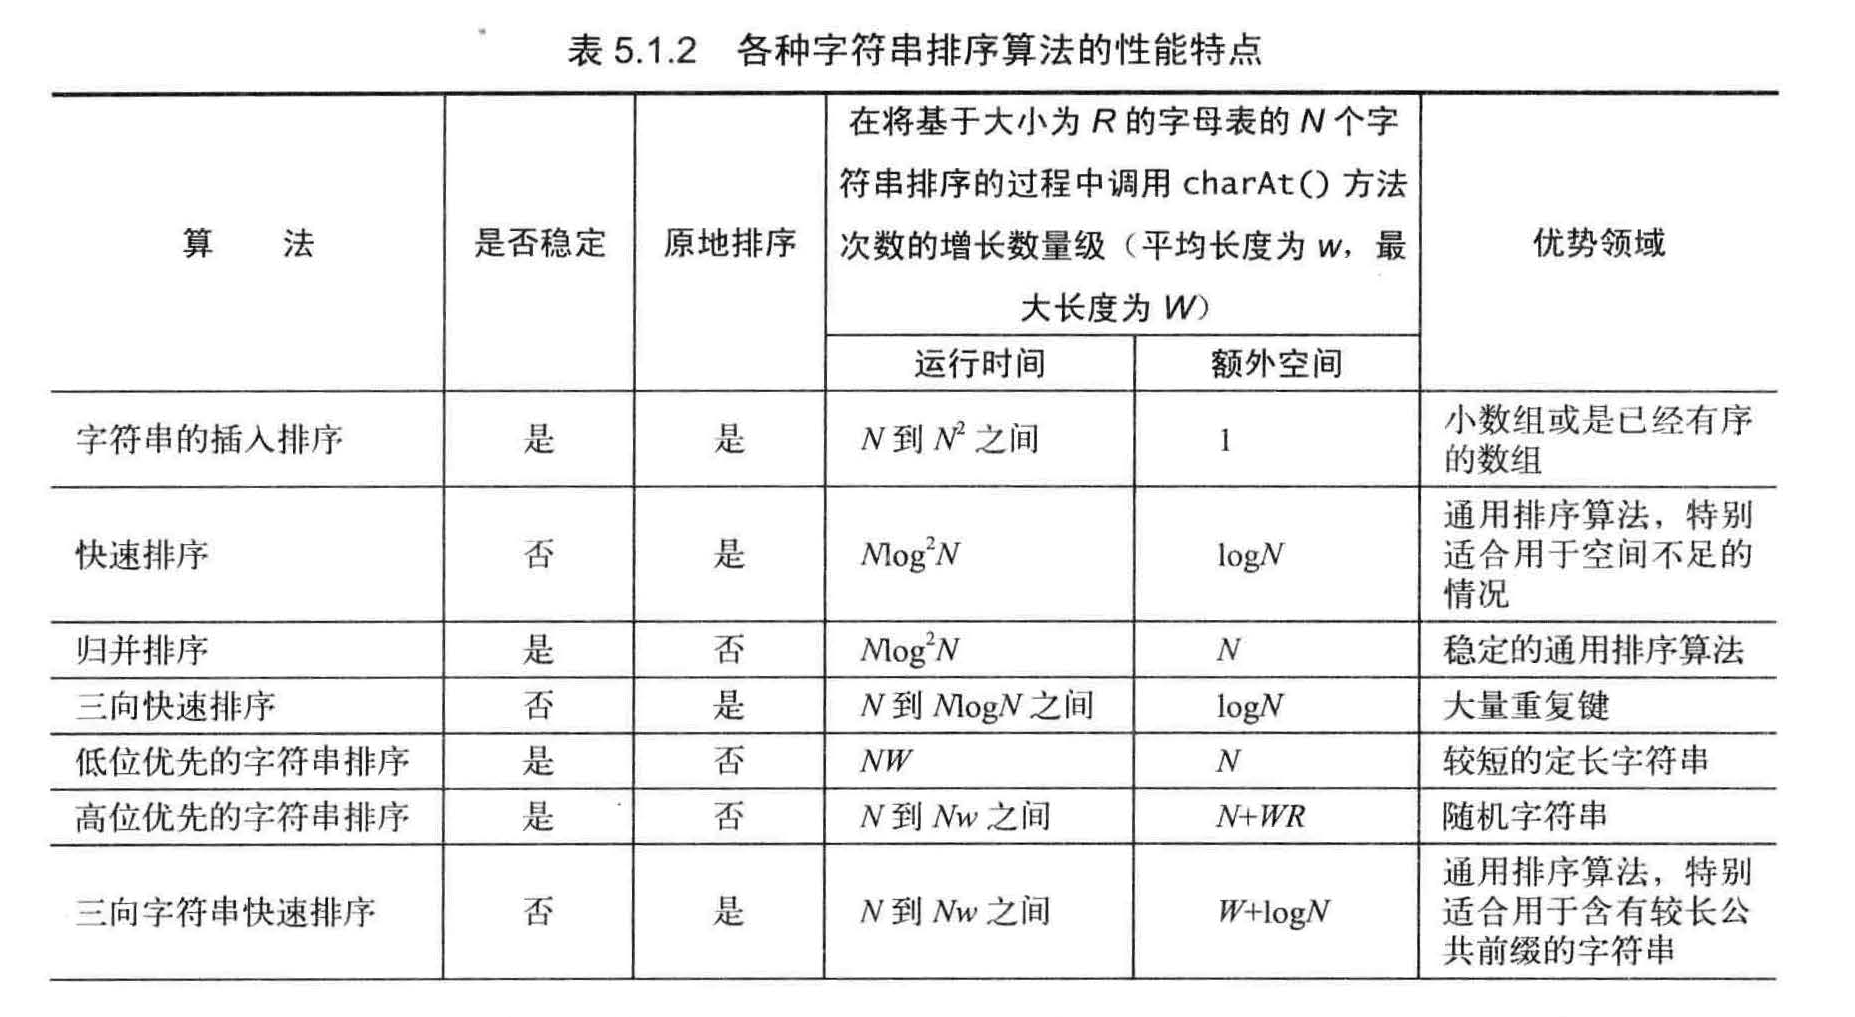 表 5.1.2 各种字符串排序算法的性能特点
算 法
是否稳定
原地排序
在将基于大小为 R 的字母表的 N 个字
符串排序的过程中调用 charAt() 方法
次数的增长数量级（平均长度为 w，最
大长度为 W）
运行时间
额外空间
优势领域
字符串的插入排序
是
是
N 到 N² 之间
1
小数组或是已经有序
的数组
快速排序
否
是
Nlog²N
logN
通用排序算法，特别
适合用于空间不足的
情况
归并排序
是
否
Nlog²N
N
稳定的通用排序算法
三向快速排序
否
是
N 到 NlogN 之间
logN
大量重复键
低位优先的字符串排序
是
否
NW
N
较短的定长字符串
高位优先的字符串排序
是
否
N 到 Nw 之间
N+WR
随机字符串
三向字符串快速排序
否
是
N 到 Nw 之间
W+logN
通用排序算法，特别
适合用于含有较长公
共前缀的字符串